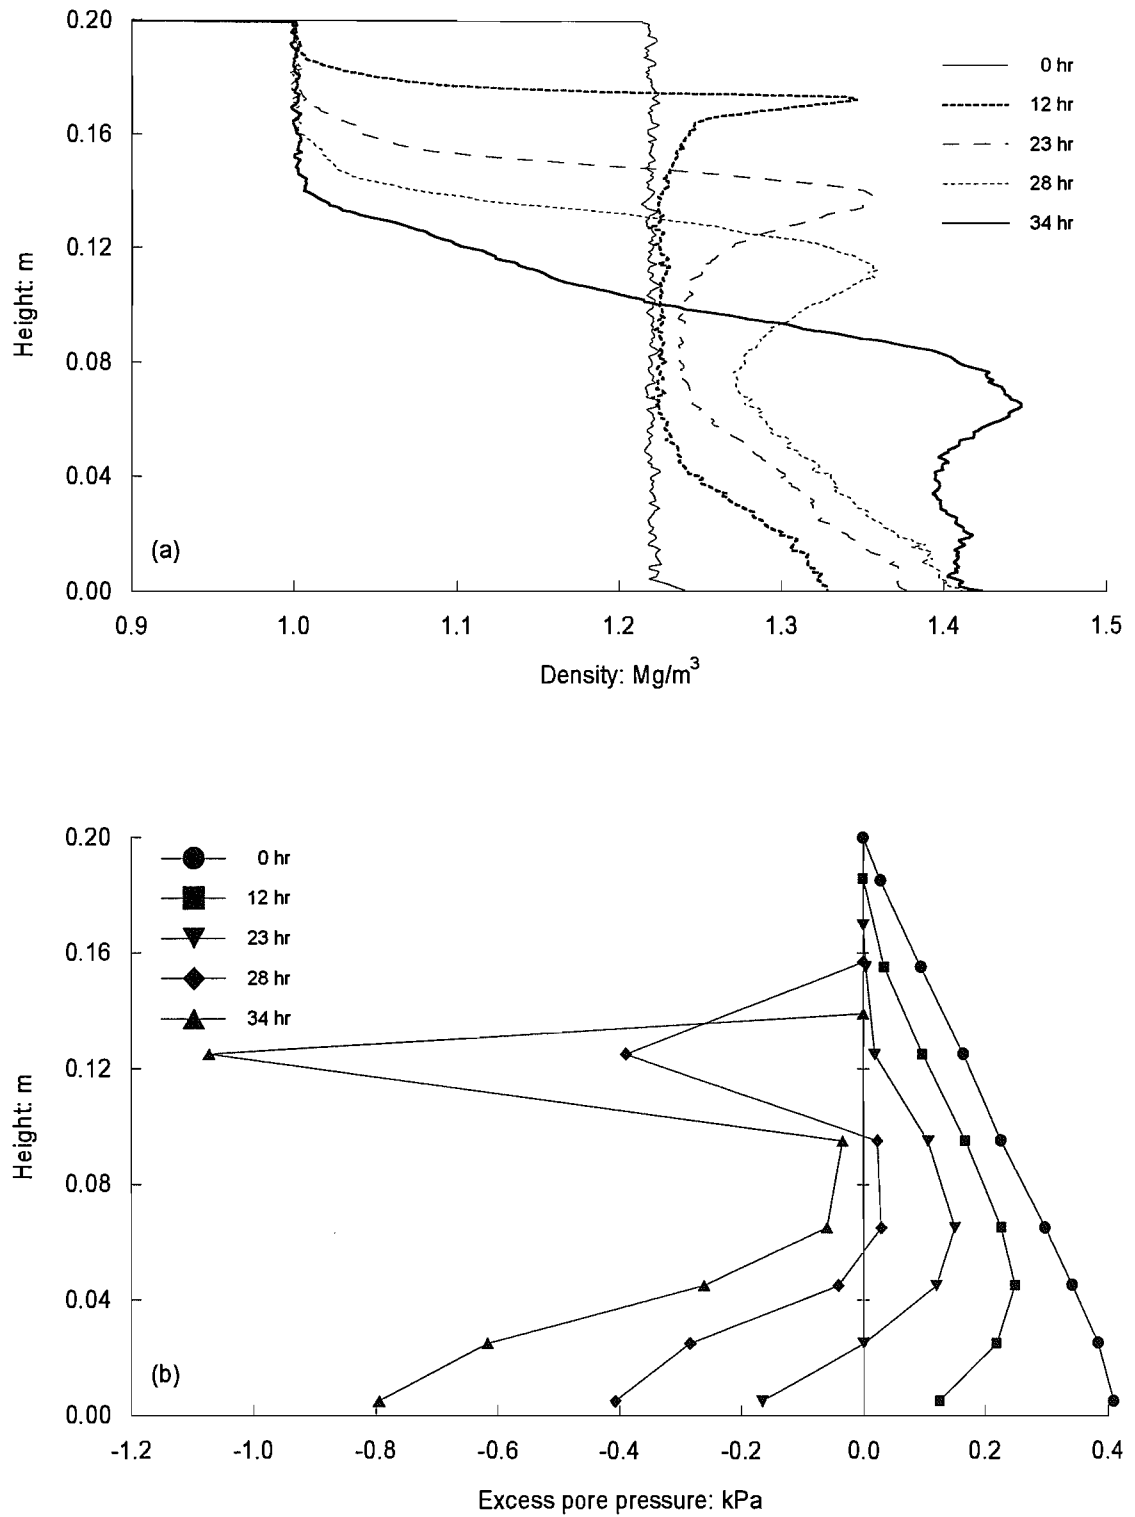 0.20
0 hr
12 hr
0.16
23 hr
28 hr
34 hr
0.12
Height: m
0.08
0.04
(a)
0.00
0.9 1.0 1.1 1.2 1.3 1.4 1.5
Density: Mg/m³
0.20
0 hr
12 hr
0.16
23 hr
28 hr
34 hr
0.12
Height: m
0.08
0.04
(b)
0.00
-1.2 -1.0 -0.8 -0.6 -0.4 -0.2 0.0 0.2 0.4
Excess pore pressure: kPa